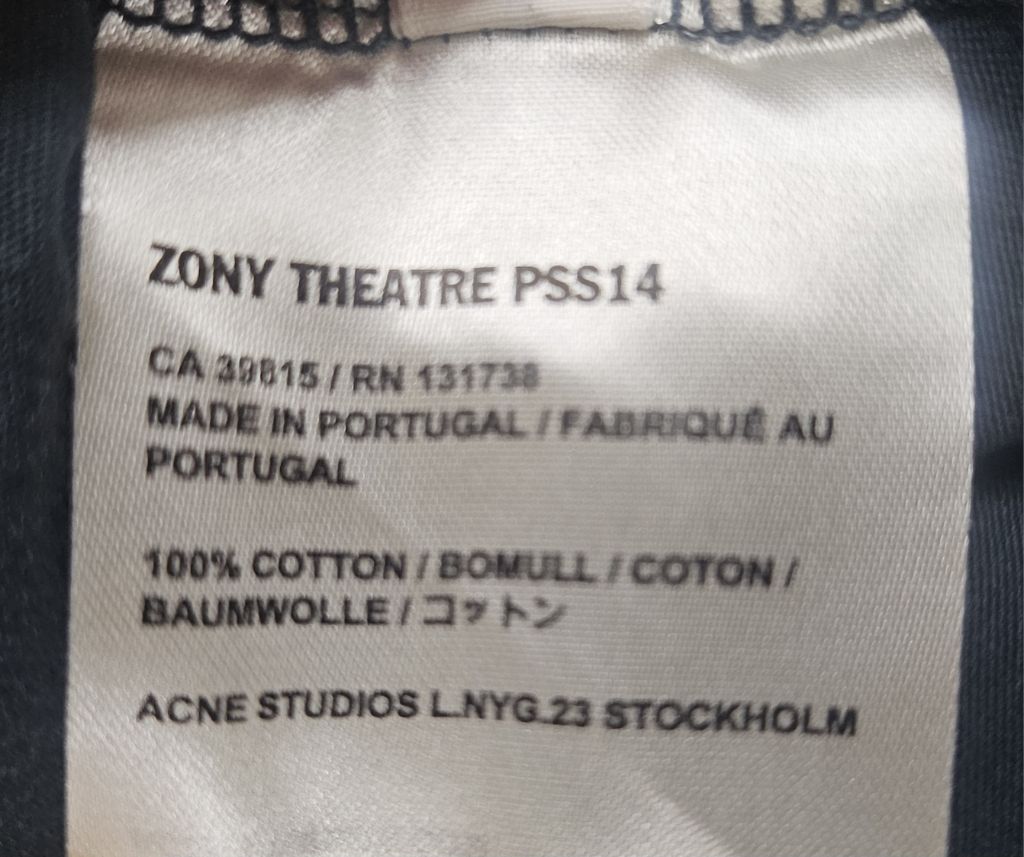 ZONY THEATRE PSS14
CA 39815 / RN 131738
MADE IN PORTUGAL / FABRIQUÉ AU
PORTUGAL
100% COTTON / BOMULL / COTON /
BAUMWOLLE / コットン
ACNE STUDIOS L.NYG.23 STOCKHOLM